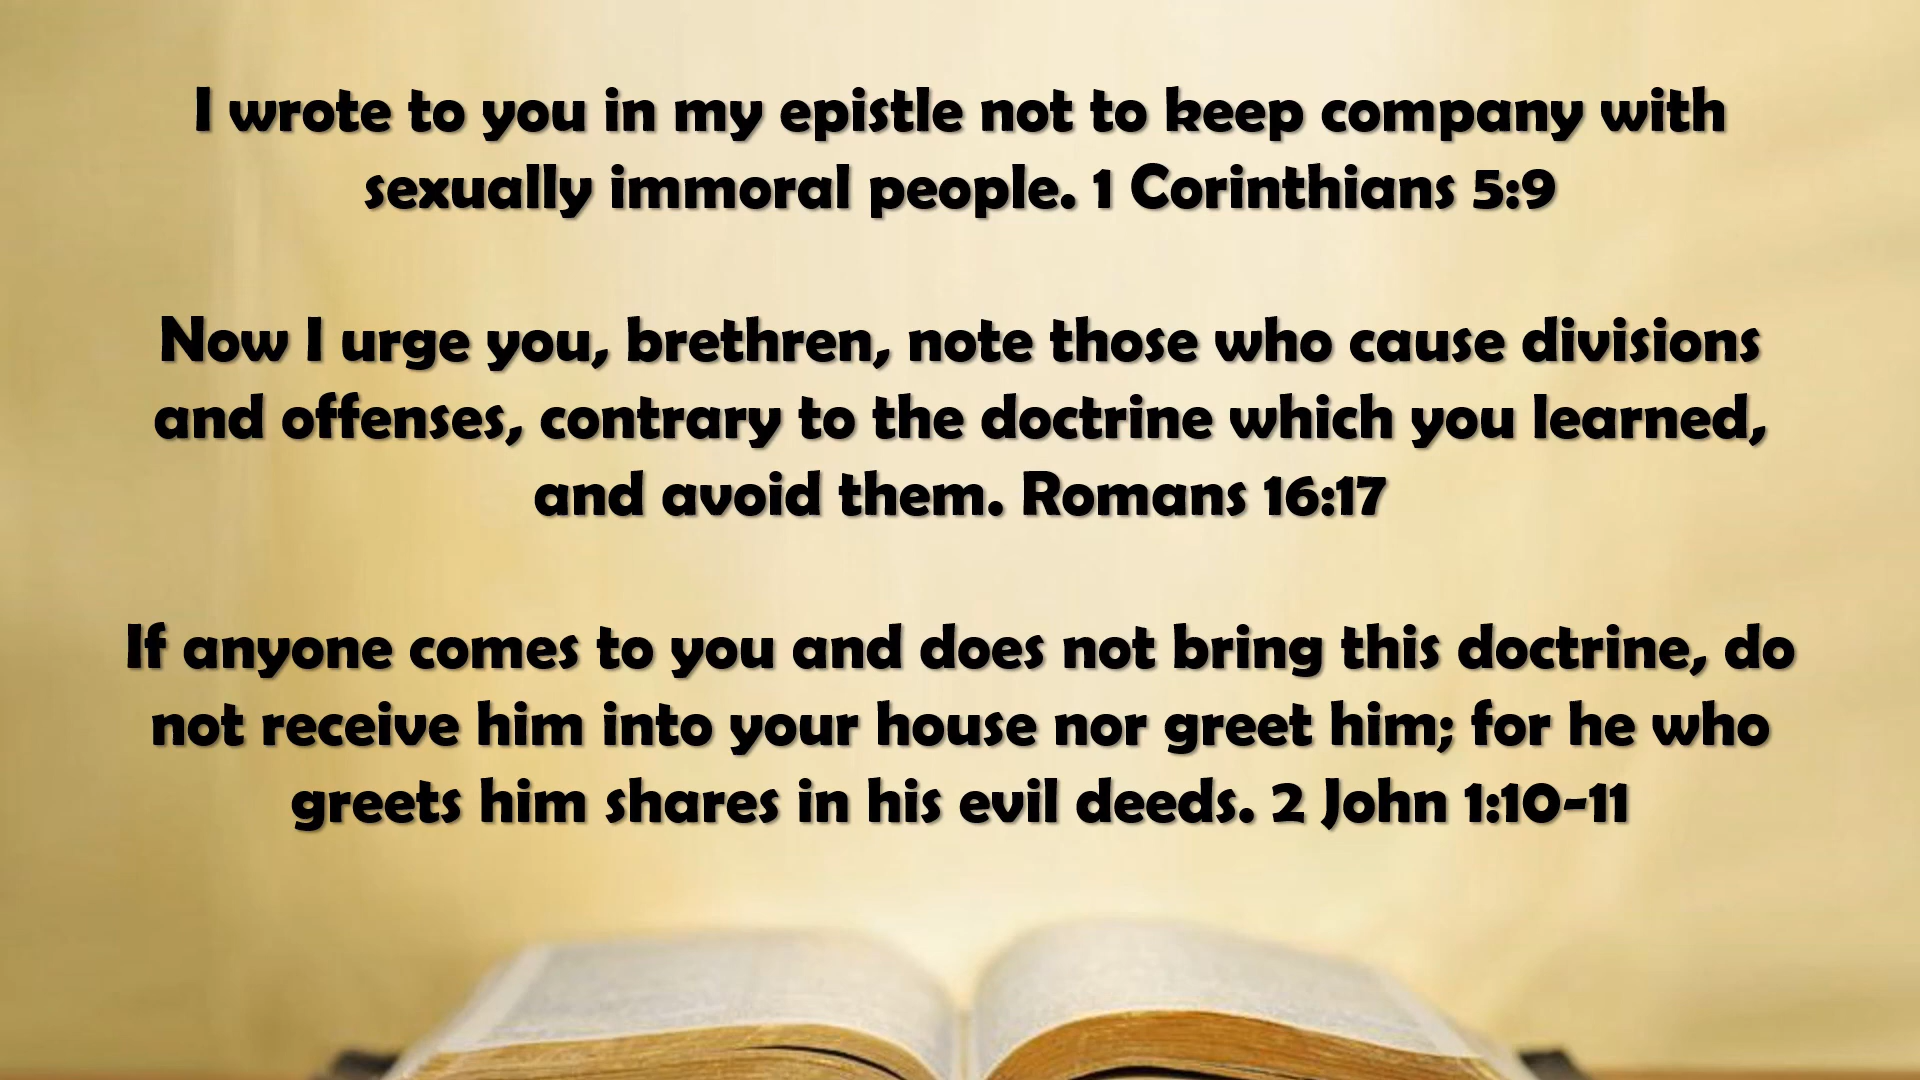 I wrote to you in my epistle not to keep company with
sexually immoral people. 1 Corinthians 5:9
Now I urge you, brethren, note those who cause divisions
and offenses, contrary to the doctrine which you learned,
and avoid them. Romans 16:17
If anyone comes to you and does not bring this doctrine, do
not receive him into your house nor greet him; for he who
greets him shares in his evil deeds. 2 John 1:10-11